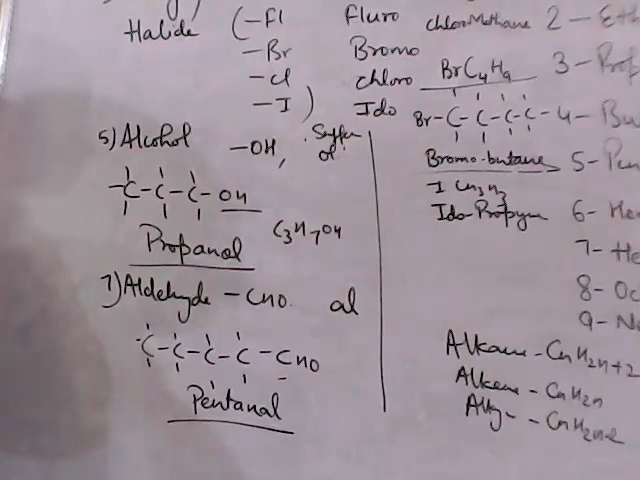 Halide (-Fl Fluro
-Br Bromo
-Cl chloro
-I) Ido
5) Alcohol -OH, Suffix ol
-C-C-C-OH
Propanol C3H7OH
7) Aldehyde - CHO. al
C-C-C-C-CHO
Pentanal
chloroMethane
BrC4H9
Br-C-C-C-C-
Bromo-butane
Ido-Propyne
2-Eth
3-Prop
4-Bu
5-Pen
6-Hex
7-He
8-Oc
9-No
Alkane-CnH2n+2
Alkene-CnH2n
Alky--CnH2n-2